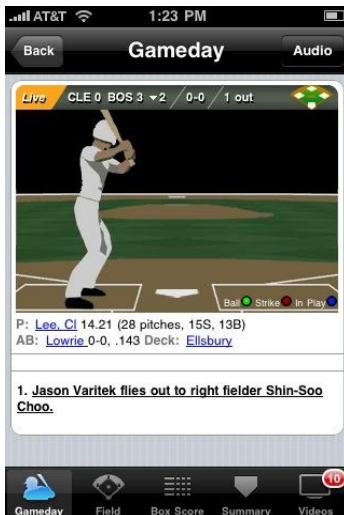 AT&T 1:23 PM
Back Gameday Audio
Live CLE 0 BOS 3 ▾2 / 0-0 / 1 out
Ball Strike In Play
P: Lee, Cl 14.21 (28 pitches, 15S, 13B)
AB: Lowrie 0-0, .143 Deck: Ellsbury
1. Jason Varitek flies out to right fielder Shin-Soo
Choo.
10
Gameday Field Box Score Summary Videos